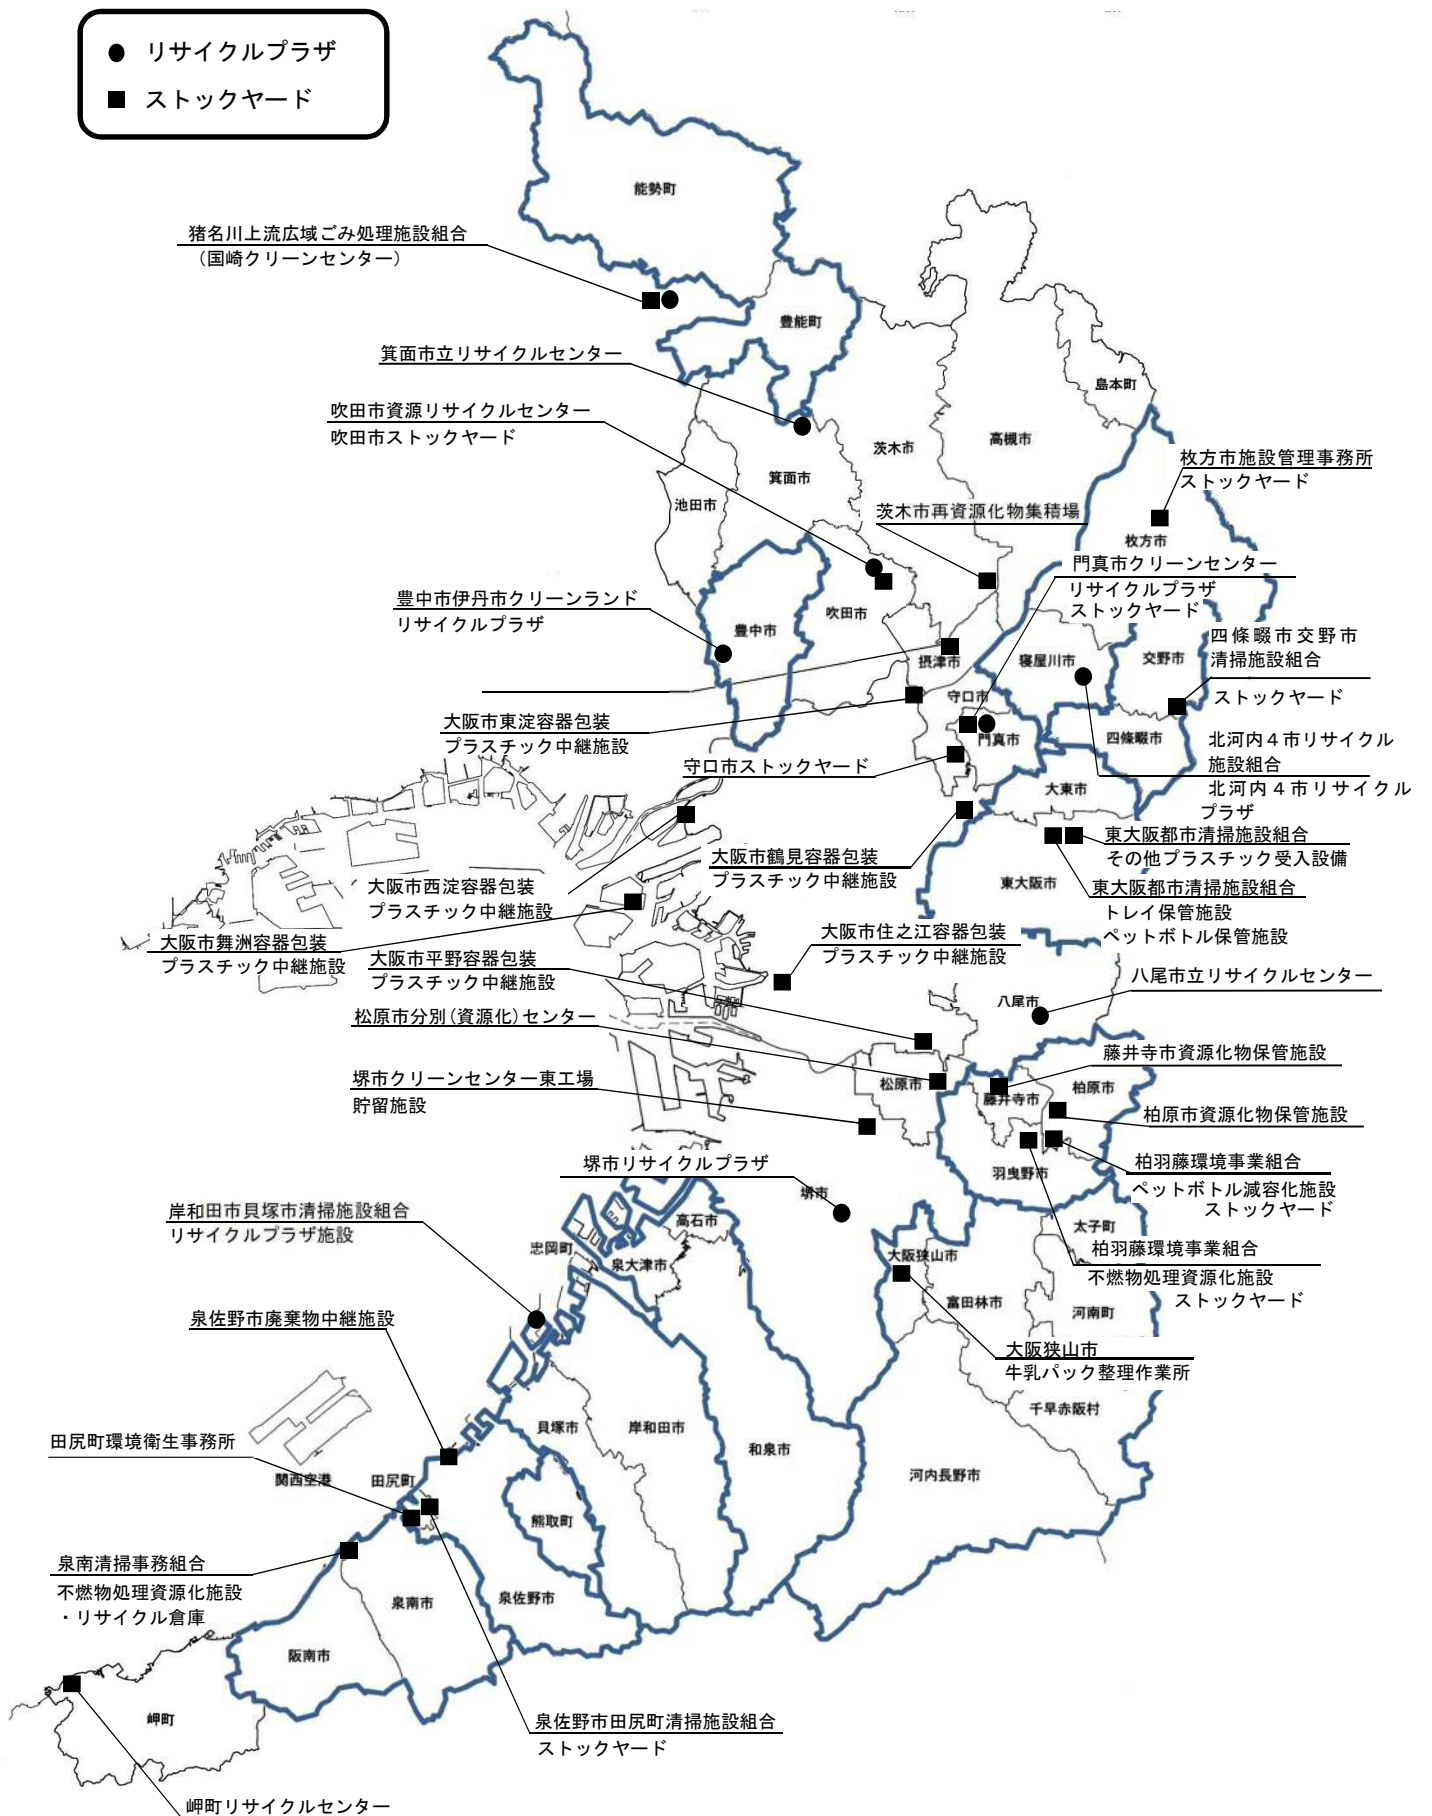 ● リサイクルプラザ
■ ストックヤード
能勢町
猪名川上流広域ごみ処理施設組合
（国崎クリーンセンター）
豊能町
箕面市立リサイクルセンター
島本町
吹田市資源リサイクルセンター
吹田市ストックヤード
茨木市
高槻市
箕面市
池田市
枚方市施設管理事務所
ストックヤード
茨木市再資源化物集積場
枚方市
門真市クリーンセンター
リサイクルプラザ
ストックヤード
豊中市伊丹市クリーンランド
リサイクルプラザ
豊中市
吹田市
摂津市
寝屋川市
交野市
四條畷市交野市
清掃施設組合
ストックヤード
守口市
大阪市東淀容器包装
プラスチック中継施設
門真市
四條畷市
北河内４市リサイクル
施設組合
北河内４市リサイクル
プラザ
守口市ストックヤード
大東市
東大阪都市清掃施設組合
その他プラスチック受入設備
大阪市鶴見容器包装
プラスチック中継施設
東大阪市
東大阪都市清掃施設組合
トレイ保管施設
ペットボトル保管施設
大阪市西淀容器包装
プラスチック中継施設
大阪市舞洲容器包装
プラスチック中継施設
大阪市住之江容器包装
プラスチック中継施設
大阪市平野容器包装
プラスチック中継施設
八尾市立リサイクルセンター
八尾市
松原市分別（資源化）センター
藤井寺市資源化物保管施設
堺市クリーンセンター東工場
貯留施設
松原市
藤井寺市
柏原市
柏原市資源化物保管施設
堺市リサイクルプラザ
羽曳野市
柏羽藤環境事業組合
ペットボトル減容化施設
ストックヤード
堺市
岸和田市貝塚市清掃施設組合
リサイクルプラザ施設
高石市
太子町
忠岡町
泉大津市
大阪狭山市
柏羽藤環境事業組合
不燃物処理資源化施設
ストックヤード
富田林市
河南町
泉佐野市廃棄物中継施設
大阪狭山市
牛乳パック整理作業所
千早赤阪村
貝塚市
岸和田市
和泉市
河内長野市
田尻町環境衛生事務所
関西空港
田尻町
熊取町
泉南清掃事務組合
不燃物処理資源化施設
・リサイクル倉庫
泉南市
泉佐野市
阪南市
岬町
泉佐野市田尻町清掃施設組合
ストックヤード
岬町リサイクルセンター